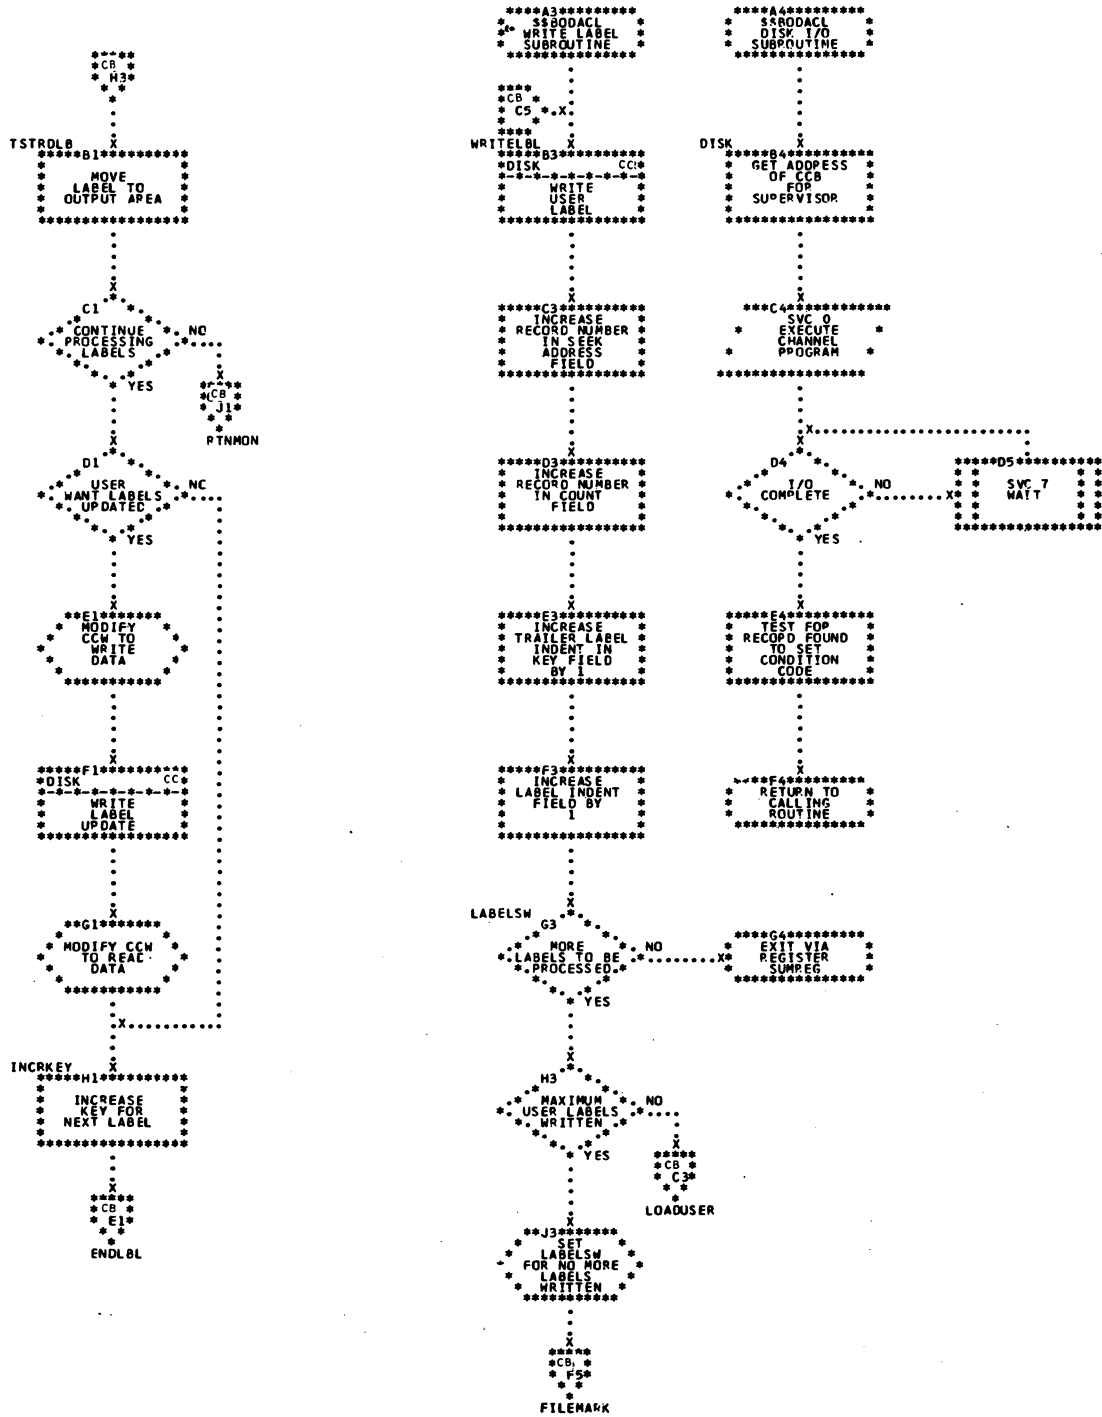 CB
H3
TSTRDLB
B1
MOVE
LABEL TO
OUTPUT AREA
C1
CONTINUE
PROCESSING
LABELS
NO
YES
CB
J1
RTNMON
D1
USER
WANT LABELS
UPDATED
NC
YES
E1
MODIFY
CCW TO
WRITE
DATA
F1
DISK CC
WRITE
LABEL
UPDATE
G1
MODIFY CCW
TO READ
DATA
INCRKEY
H1
INCREASE
KEY FOR
NEXT LABEL
CB
E1
ENDLBL
A3
$$BODACL
WRITE LABEL
SUBROUTINE
CB
C5
WRITELBL
B3
DISK CC
WRITE
USER
LABEL
C3
INCREASE
RECORD NUMBER
IN SEEK
ADDRESS
FIELD
D3
INCREASE
RECORD NUMBER
IN COUNT
FIELD
E3
INCREASE
TRAILER LABEL
INDENT IN
KEY FIELD
BY 1
F3
INCREASE
LABEL INDENT
FIELD BY
1
LABELSW
G3
MORE
LABELS TO BE
PROCESSED
NO
YES
G4
EXIT VIA
REGISTER
SUMREG
H3
MAXIMUM
USER LABELS
WRITTEN
NO
YES
CB
C3
LOADUSER
J3
SET
LABELSW
FOR NO MORE
LABELS
WRITTEN
CB
F5
FILEMARK
A4
$$BODACL
DISK I/O
SUBROUTINE
DISK
B4
GET ADDRESS
OF CCB
FOR
SUPERVISOR
C4
SVC 0
EXECUTE
CHANNEL
PROGRAM
D4
I/O
COMPLETE
NO
YES
D5
SVC 7
WAIT
E4
TEST FOR
RECORD FOUND
TO SET
CONDITION
CODE
F4
RETURN TO
CALLING
ROUTINE